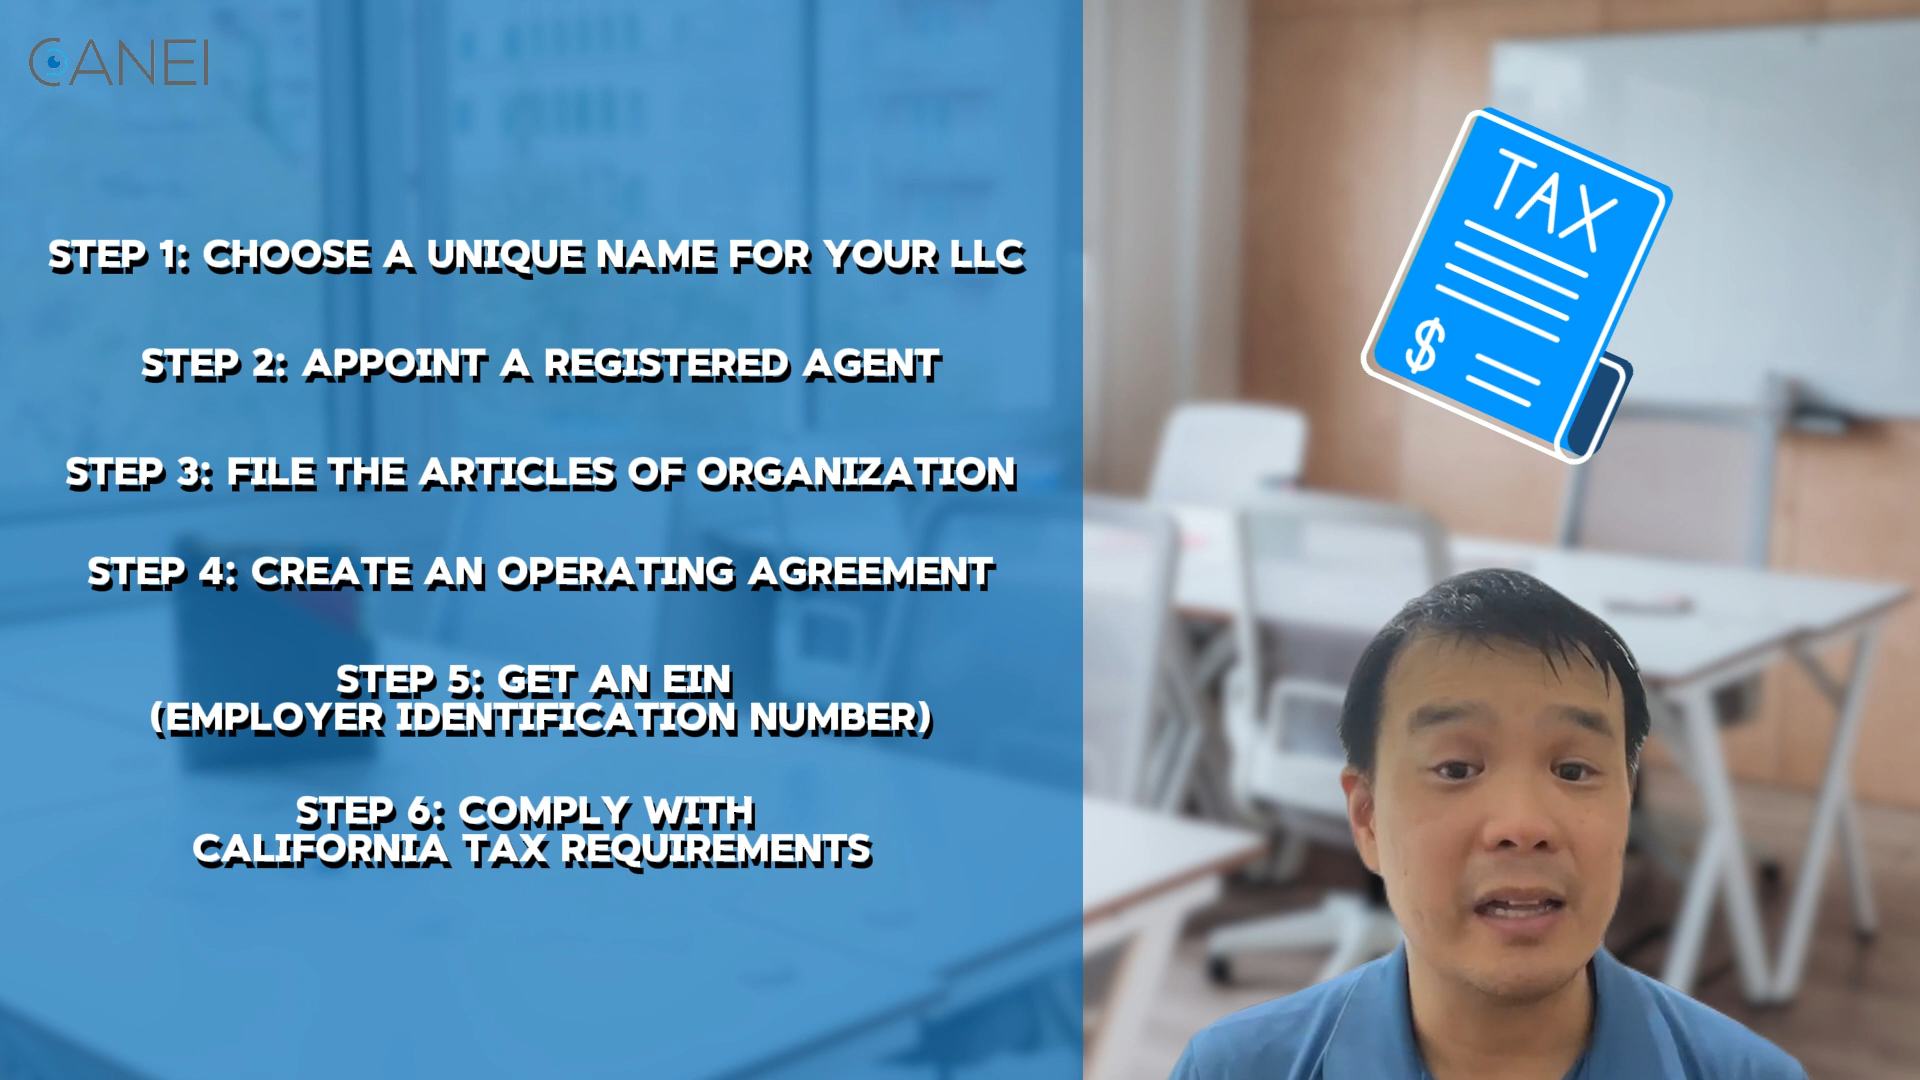 CANEI
STEP 1: CHOOSE A UNIQUE NAME FOR YOUR LLC
STEP 2: APPOINT A REGISTERED AGENT
STEP 3: FILE THE ARTICLES OF ORGANIZATION
STEP 4: CREATE AN OPERATING AGREEMENT
STEP 5: GET AN EIN
(EMPLOYER IDENTIFICATION NUMBER)
STEP 6: COMPLY WITH
CALIFORNIA TAX REQUIREMENTS
TAX
$